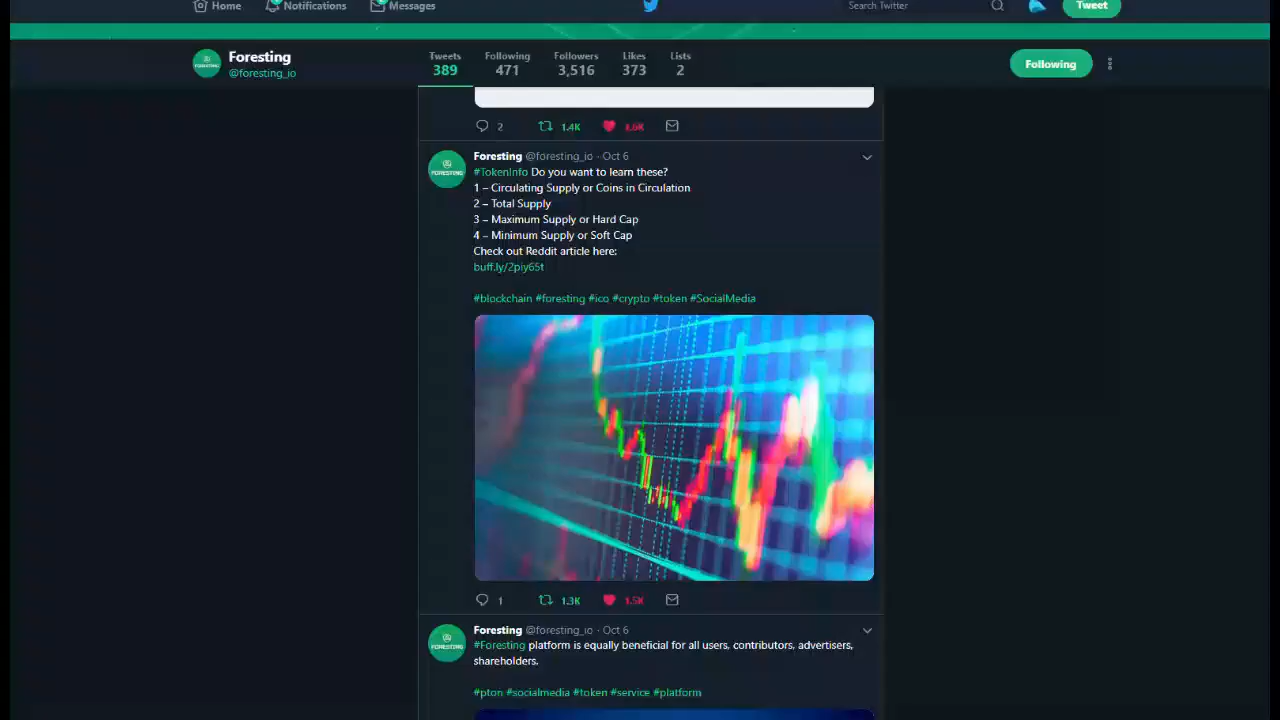 Home Notifications Messages Search Twitter Tweet
Foresting
@foresting_io
Tweets Following Followers Likes Lists
389 471 3,516 373 2
Following
2 1.4K 1.6K
Foresting @foresting_io · Oct 6
#TokenInfo Do you want to learn these?
1 – Circulating Supply or Coins in Circulation
2 – Total Supply
3 – Maximum Supply or Hard Cap
4 – Minimum Supply or Soft Cap
Check out Reddit article here:
buff.ly/2piy65t
#blockchain #foresting #ico #crypto #token #SocialMedia
FORESTING
1 1.3K 1.5K
Foresting @foresting_io · Oct 6
#Foresting platform is equally beneficial for all users, contributors, advertisers,
shareholders.
FORESTING
#pton #socialmedia #token #service #platform